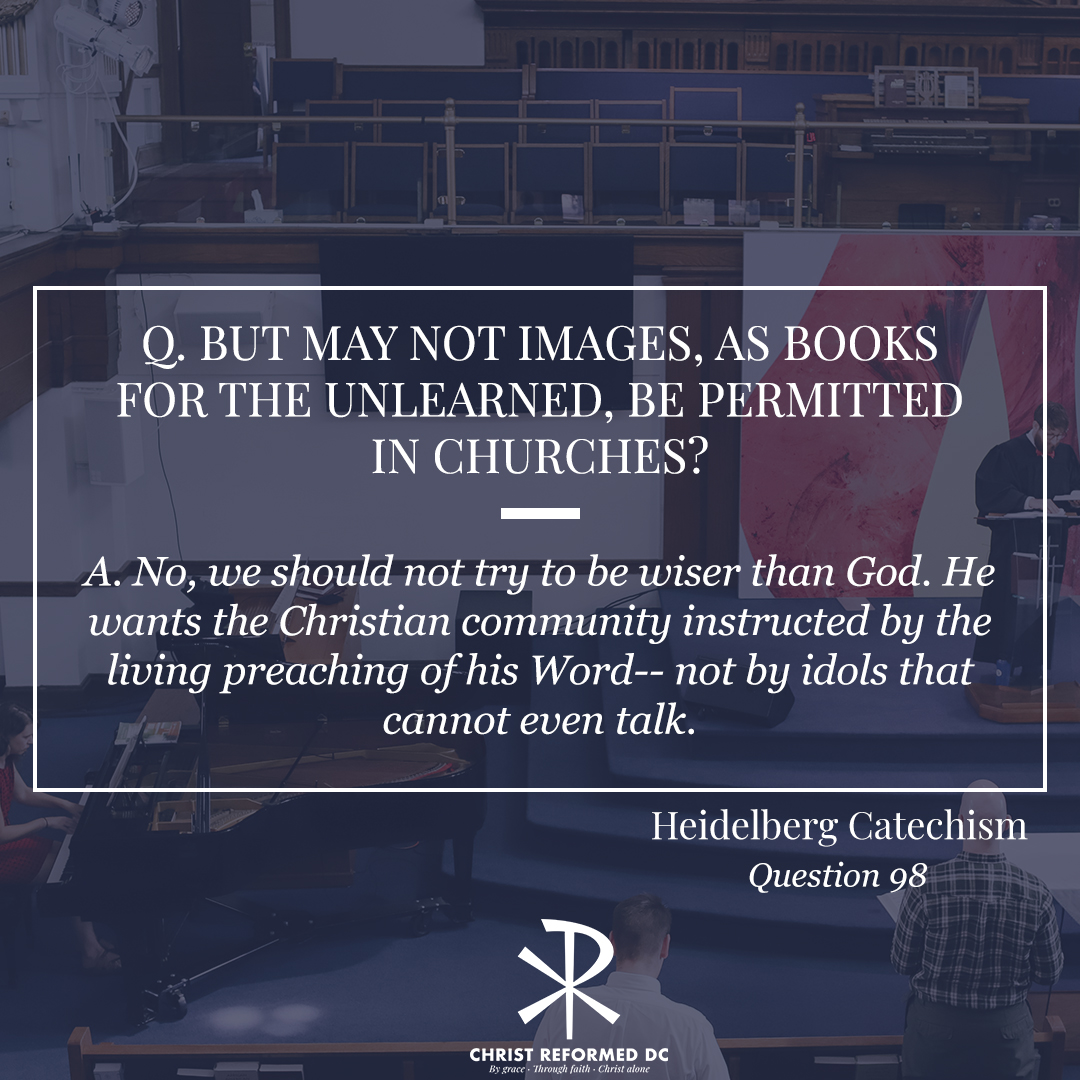 Q. BUT MAY NOT IMAGES, AS BOOKS
FOR THE UNLEARNED, BE PERMITTED
IN CHURCHES?
A. No, we should not try to be wiser than God. He
wants the Christian community instructed by the
living preaching of his Word-- not by idols that
cannot even talk.
Heidelberg Catechism
Question 98
CHRIST REFORMED DC
By grace · Through faith · Christ alone